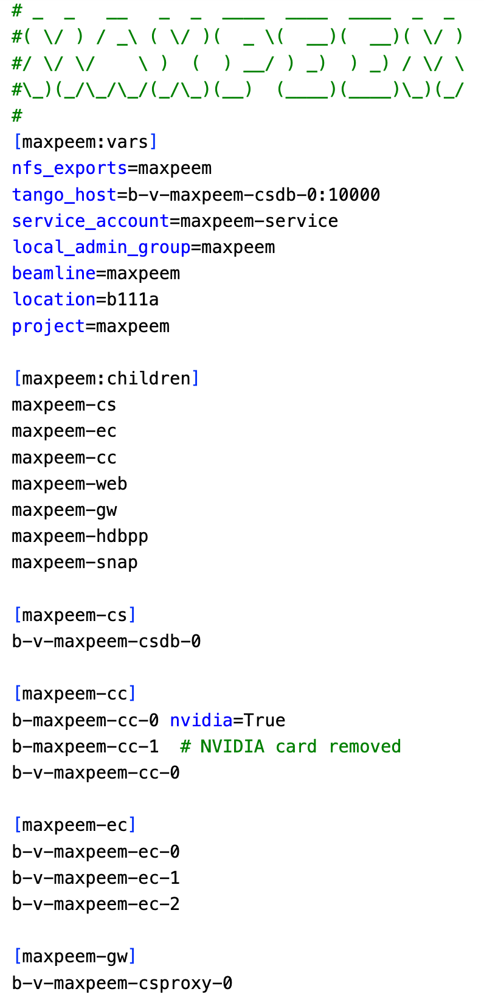 # _  _   __   _  _  ____  ____  ____  _  _
#( \/ ) / _\ ( \/ )(  _ \(  __)(  __)( \/ )
#/ \/ \/    \ )  (  ) __/ ) _)  ) _) / \/ \
#\_)(_/\_/\_/(_/\_)(__)  (____)(____)\_)(_/
#
[maxpeem:vars]
nfs_exports=maxpeem
tango_host=b-v-maxpeem-csdb-0:10000
service_account=maxpeem-service
local_admin_group=maxpeem
beamline=maxpeem
location=b111a
project=maxpeem

[maxpeem:children]
maxpeem-cs
maxpeem-ec
maxpeem-cc
maxpeem-web
maxpeem-gw
maxpeem-hdbpp
maxpeem-snap

[maxpeem-cs]
b-v-maxpeem-csdb-0

[maxpeem-cc]
b-maxpeem-cc-0 nvidia=True
b-maxpeem-cc-1  # NVIDIA card removed
b-v-maxpeem-cc-0

[maxpeem-ec]
b-v-maxpeem-ec-0
b-v-maxpeem-ec-1
b-v-maxpeem-ec-2

[maxpeem-gw]
b-v-maxpeem-csproxy-0